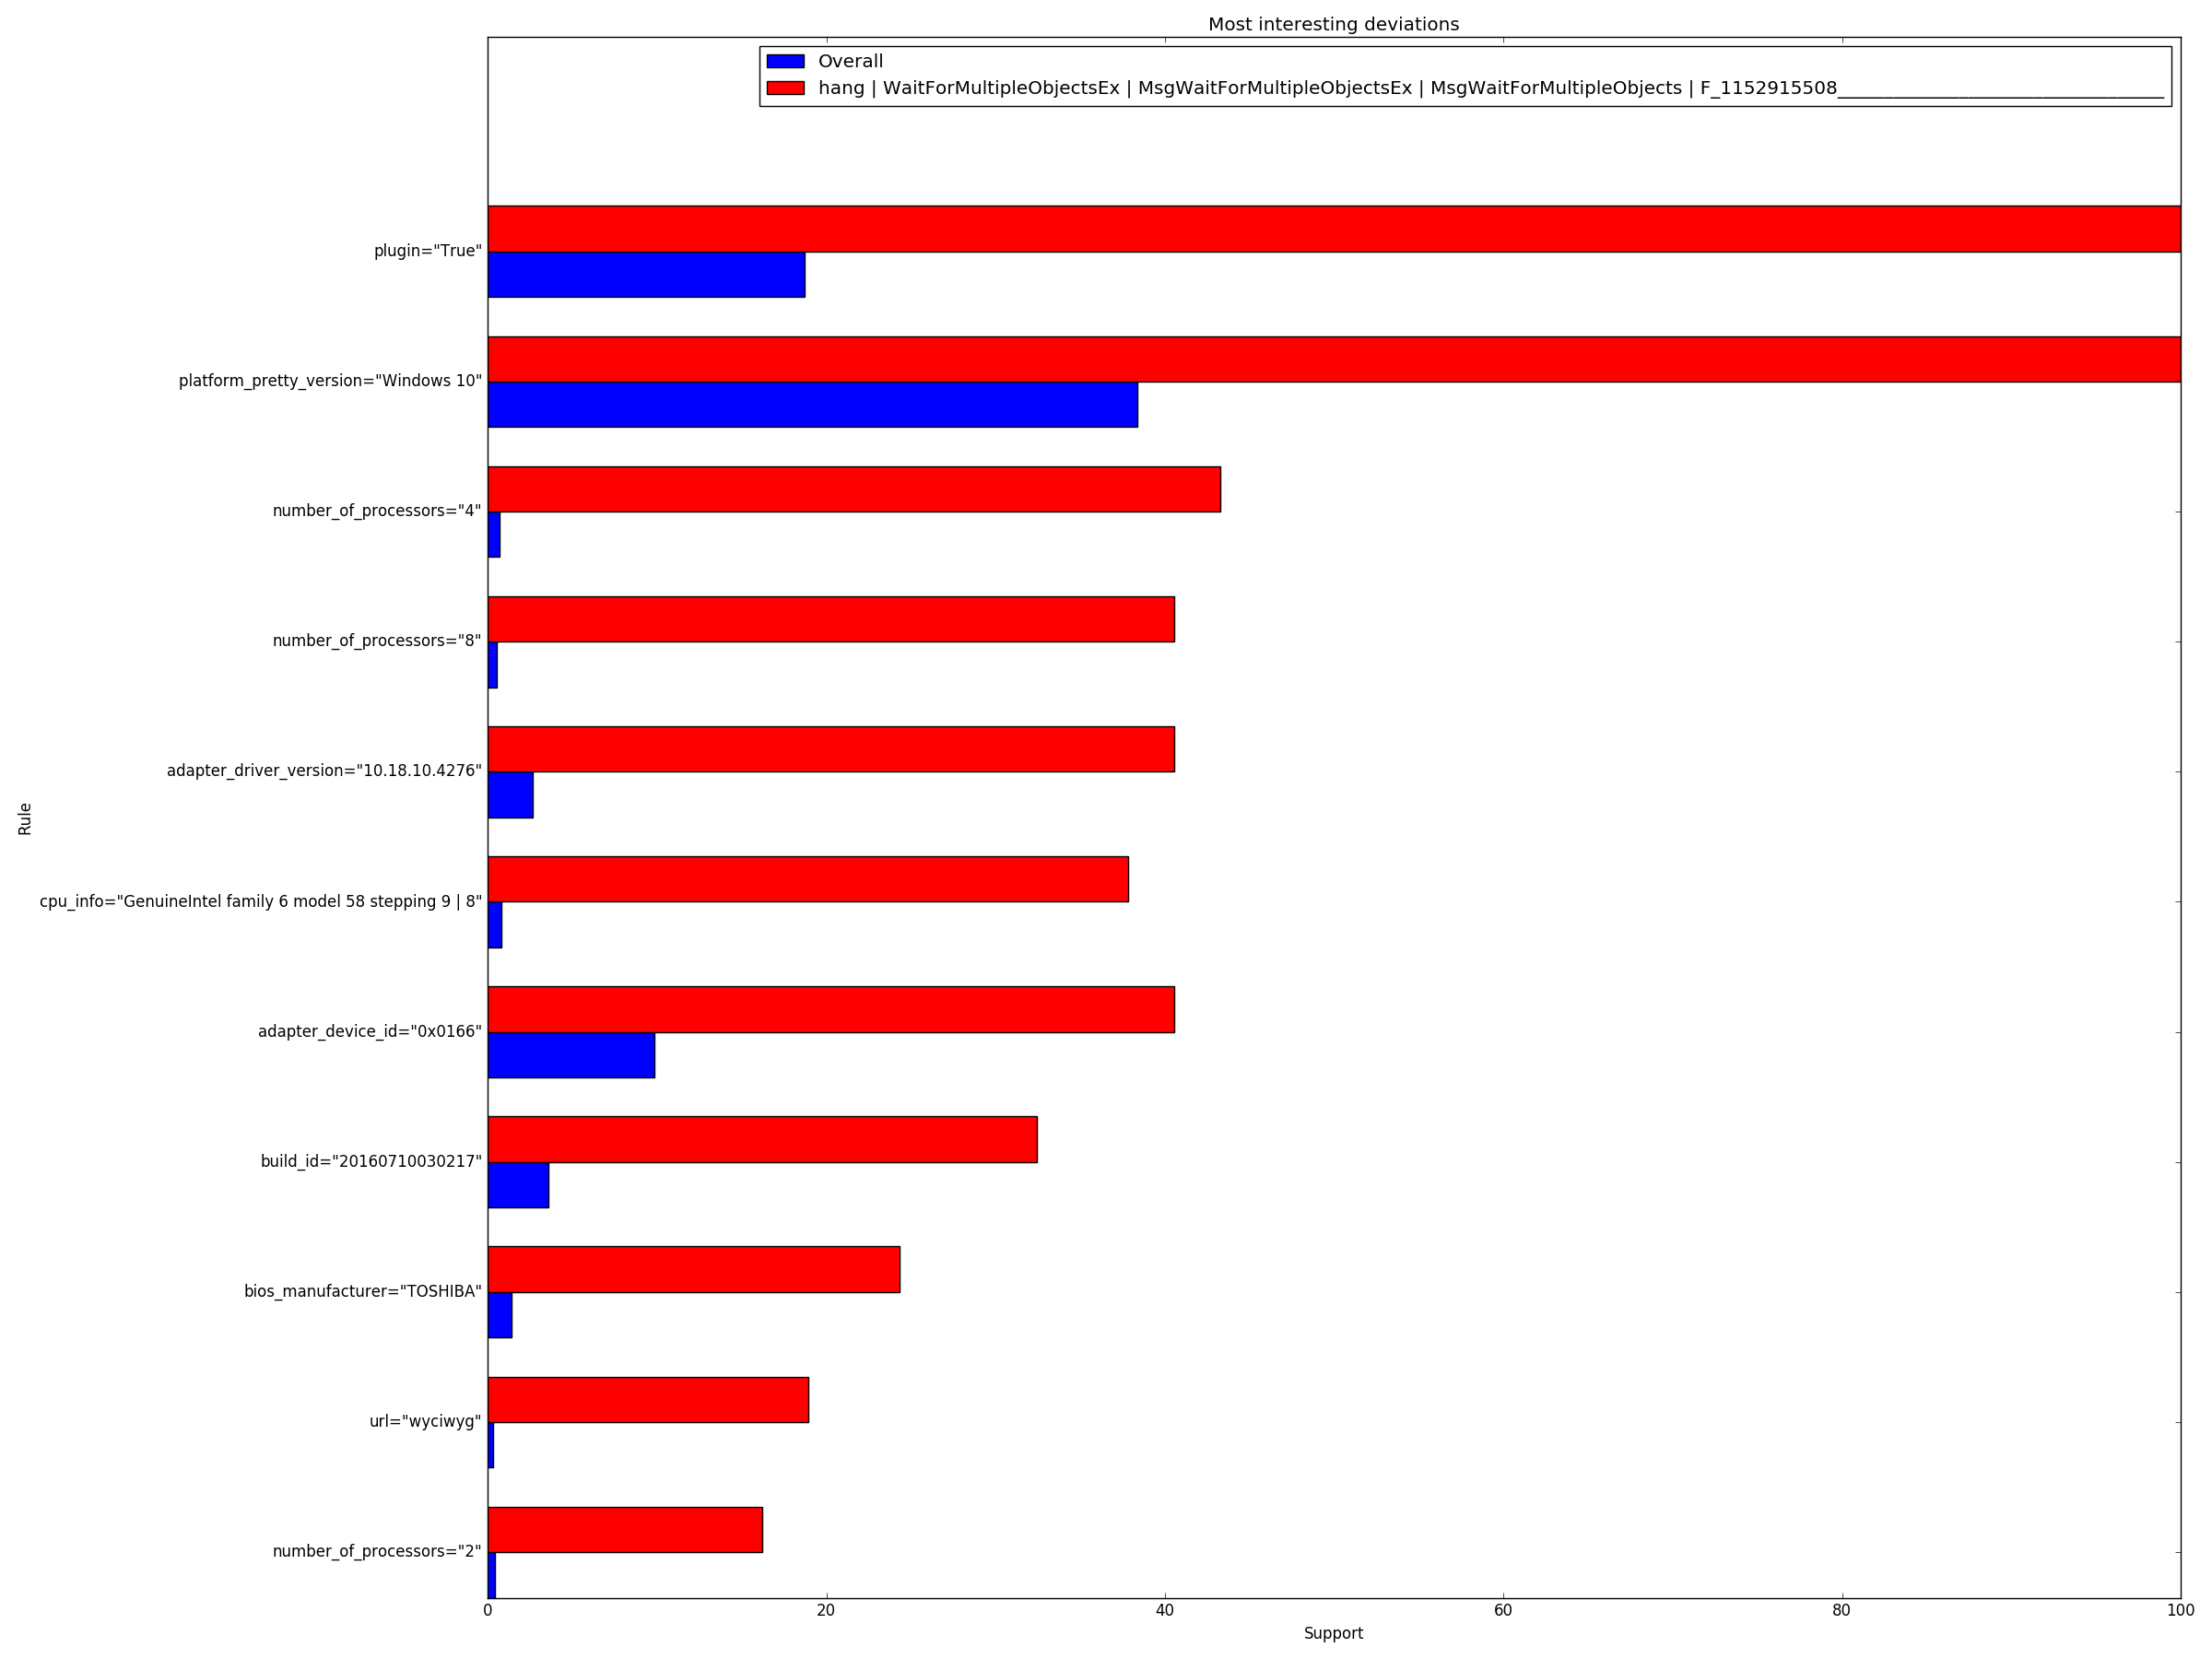 Most interesting deviations
Overall
hang | WaitForMultipleObjectsEx | MsgWaitForMultipleObjectsEx | MsgWaitForMultipleObjects | F_1152915508___________________________________
plugin="True"
platform_pretty_version="Windows 10"
number_of_processors="4"
number_of_processors="8"
adapter_driver_version="10.18.10.4276"
Rule
cpu_info="GenuineIntel family 6 model 58 stepping 9 | 8"
adapter_device_id="0x0166"
build_id="20160710030217"
bios_manufacturer="TOSHIBA"
url="wyciwyg"
number_of_processors="2"
0 20 40 60 80 100
Support